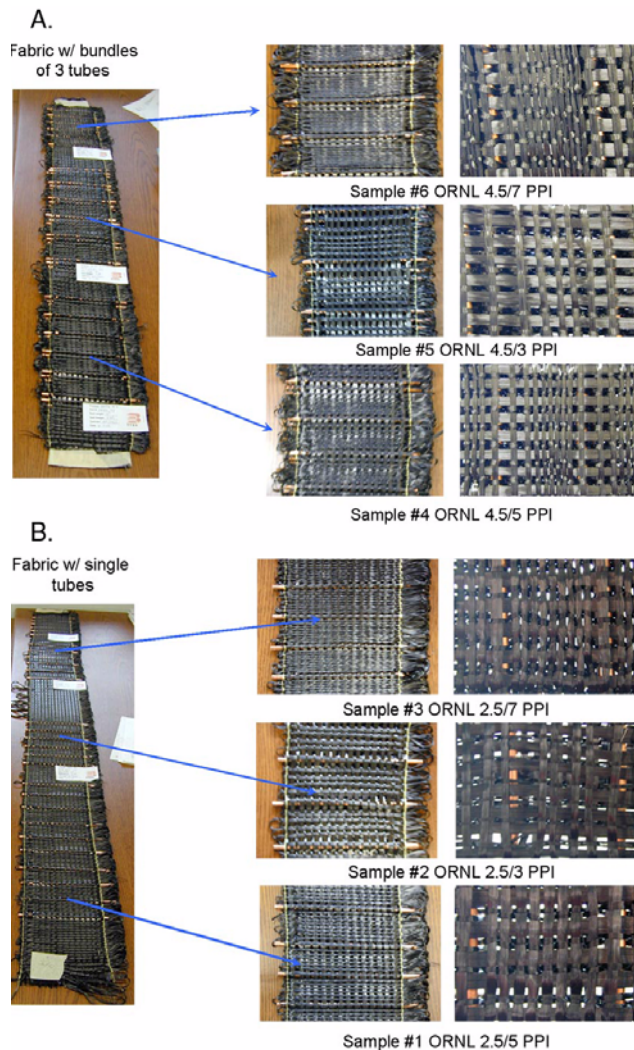 A.
Fabric w/ bundles
of 3 tubes
Sample #6 ORNL 4.5/7 PPI
Sample #5 ORNL 4.5/3 PPI
Sample #4 ORNL 4.5/5 PPI
B.
Fabric w/ single
tubes
Sample #3 ORNL 2.5/7 PPI
Sample #2 ORNL 2.5/3 PPI
Sample #1 ORNL 2.5/5 PPI